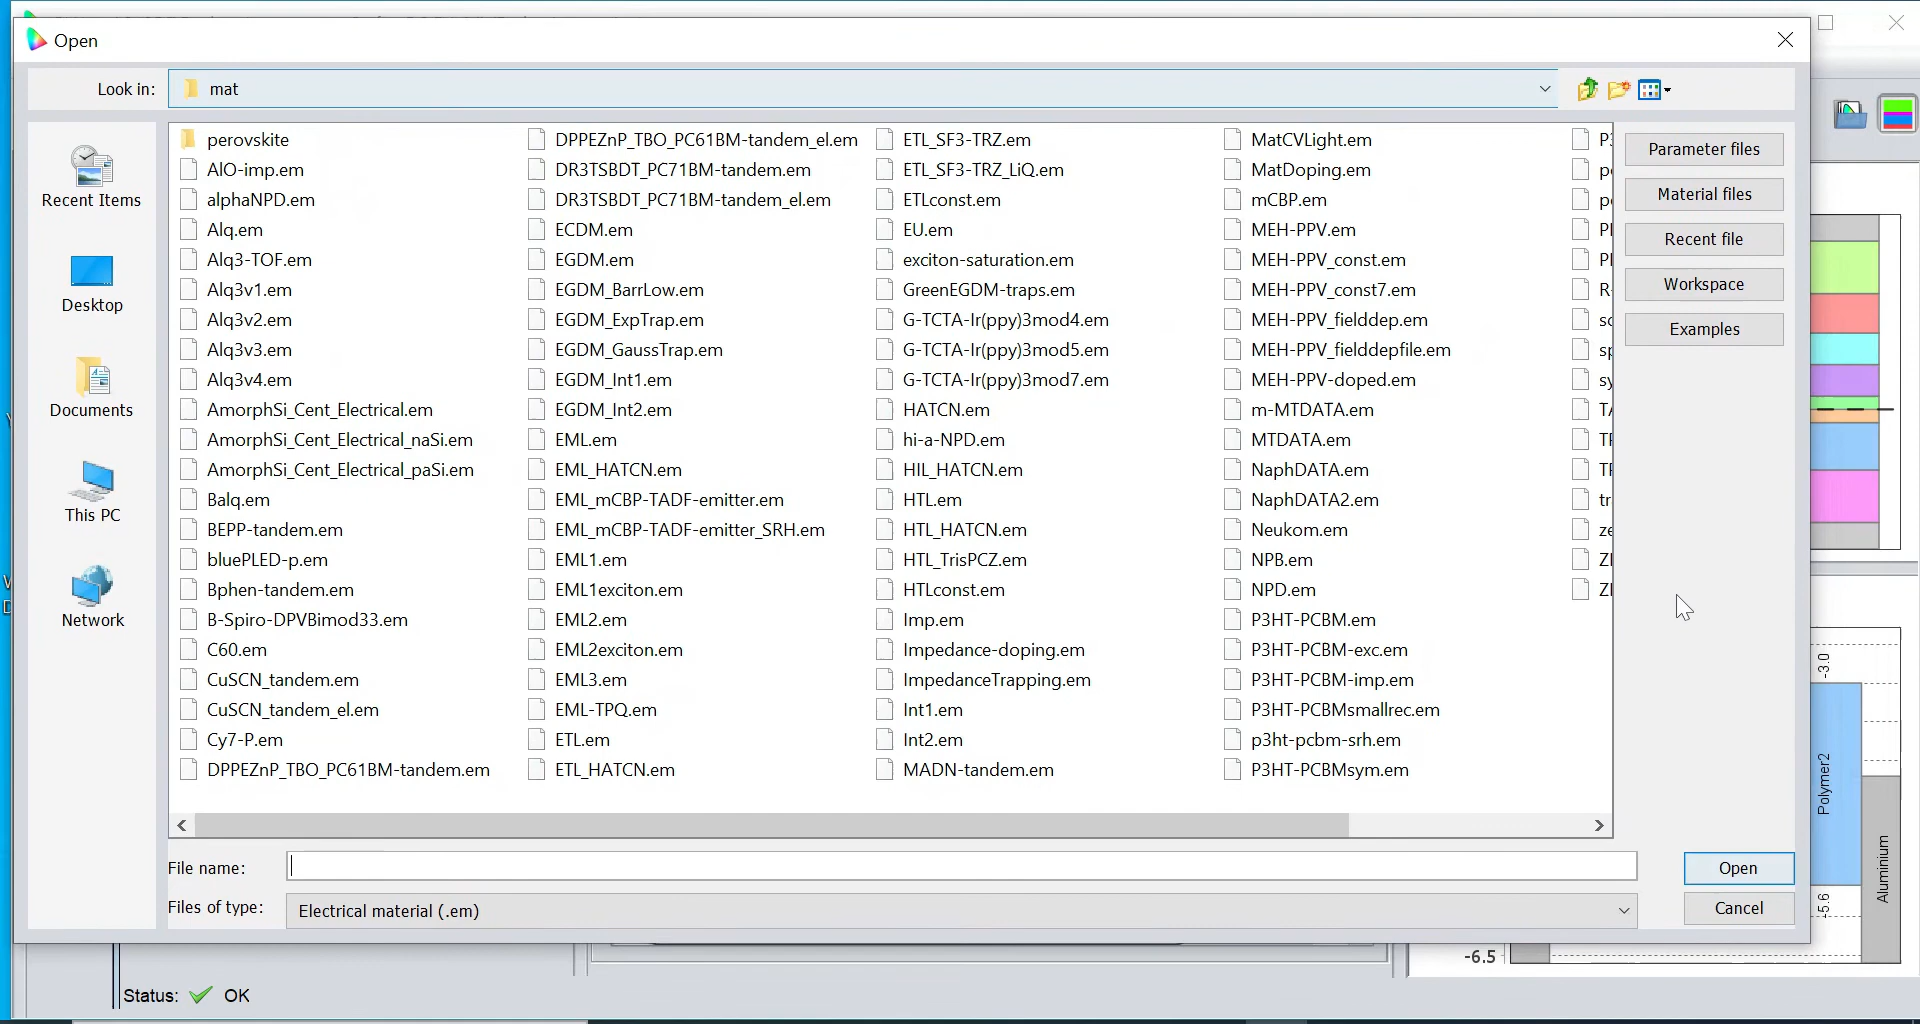 Open
Look in:
mat
Recent Items
Desktop
Documents
This PC
Network
perovskite
AlO-imp.em
alphaNPD.em
Alq.em
Alq3-TOF.em
Alq3v1.em
Alq3v2.em
Alq3v3.em
Alq3v4.em
AmorphSi_Cent_Electrical.em
AmorphSi_Cent_Electrical_naSi.em
AmorphSi_Cent_Electrical_paSi.em
Balq.em
BEPP-tandem.em
bluePLED-p.em
Bphen-tandem.em
B-Spiro-DPVBimod33.em
C60.em
CuSCN_tandem.em
CuSCN_tandem_el.em
Cy7-P.em
DPPEZnP_TBO_PC61BM-tandem.em
DPPEZnP_TBO_PC61BM-tandem_el.em
DR3TSBDT_PC71BM-tandem.em
DR3TSBDT_PC71BM-tandem_el.em
ECDM.em
EGDM.em
EGDM_BarrLow.em
EGDM_ExpTrap.em
EGDM_GaussTrap.em
EGDM_Int1.em
EGDM_Int2.em
EML.em
EML_HATCN.em
EML_mCBP-TADF-emitter.em
EML_mCBP-TADF-emitter_SRH.em
EML1.em
EML1exciton.em
EML2.em
EML2exciton.em
EML3.em
EML-TPQ.em
ETL.em
ETL_HATCN.em
ETL_SF3-TRZ.em
ETL_SF3-TRZ_LiQ.em
ETLconst.em
EU.em
exciton-saturation.em
GreenEGDM-traps.em
G-TCTA-Ir(ppy)3mod4.em
G-TCTA-Ir(ppy)3mod5.em
G-TCTA-Ir(ppy)3mod7.em
HATCN.em
hi-a-NPD.em
HIL_HATCN.em
HTL.em
HTL_HATCN.em
HTL_TrisPCZ.em
HTLconst.em
Imp.em
Impedance-doping.em
ImpedanceTrapping.em
Int1.em
Int2.em
MADN-tandem.em
MatCVLight.em
MatDoping.em
mCBP.em
MEH-PPV.em
MEH-PPV_const.em
MEH-PPV_const7.em
MEH-PPV_fielddep.em
MEH-PPV_fielddepfile.em
MEH-PPV-doped.em
m-MTDATA.em
MTDATA.em
NaphDATA.em
NaphDATA2.em
Neukom.em
NPB.em
NPD.em
P3HT-PCBM.em
P3HT-PCBM-exc.em
P3HT-PCBM-imp.em
P3HT-PCBMsmallrec.em
p3ht-pcbm-srh.em
P3HT-PCBMsym.em
Parameter files
Material files
Recent file
Workspace
Examples
File name:
Files of type:
Electrical material (.em)
Open
Cancel
-3.0
Polymer2
-5.6
Aluminium
-6.5
Status:
OK